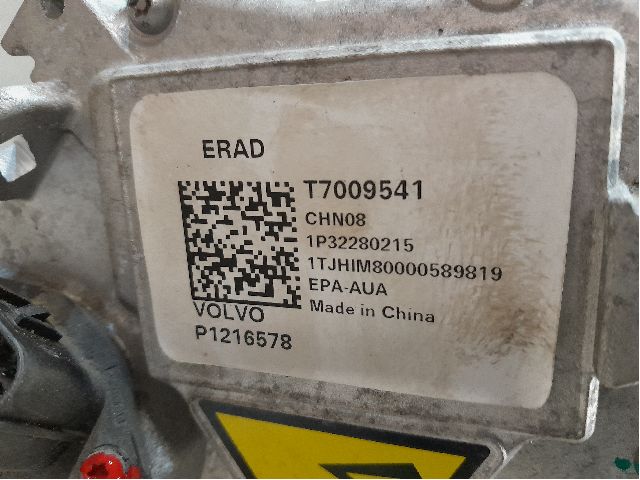 ERAD
T7009541
CHN08
1P32280215
1TJHIM80000589819
EPA-AUA
Made in China
VOLVO
P1216578